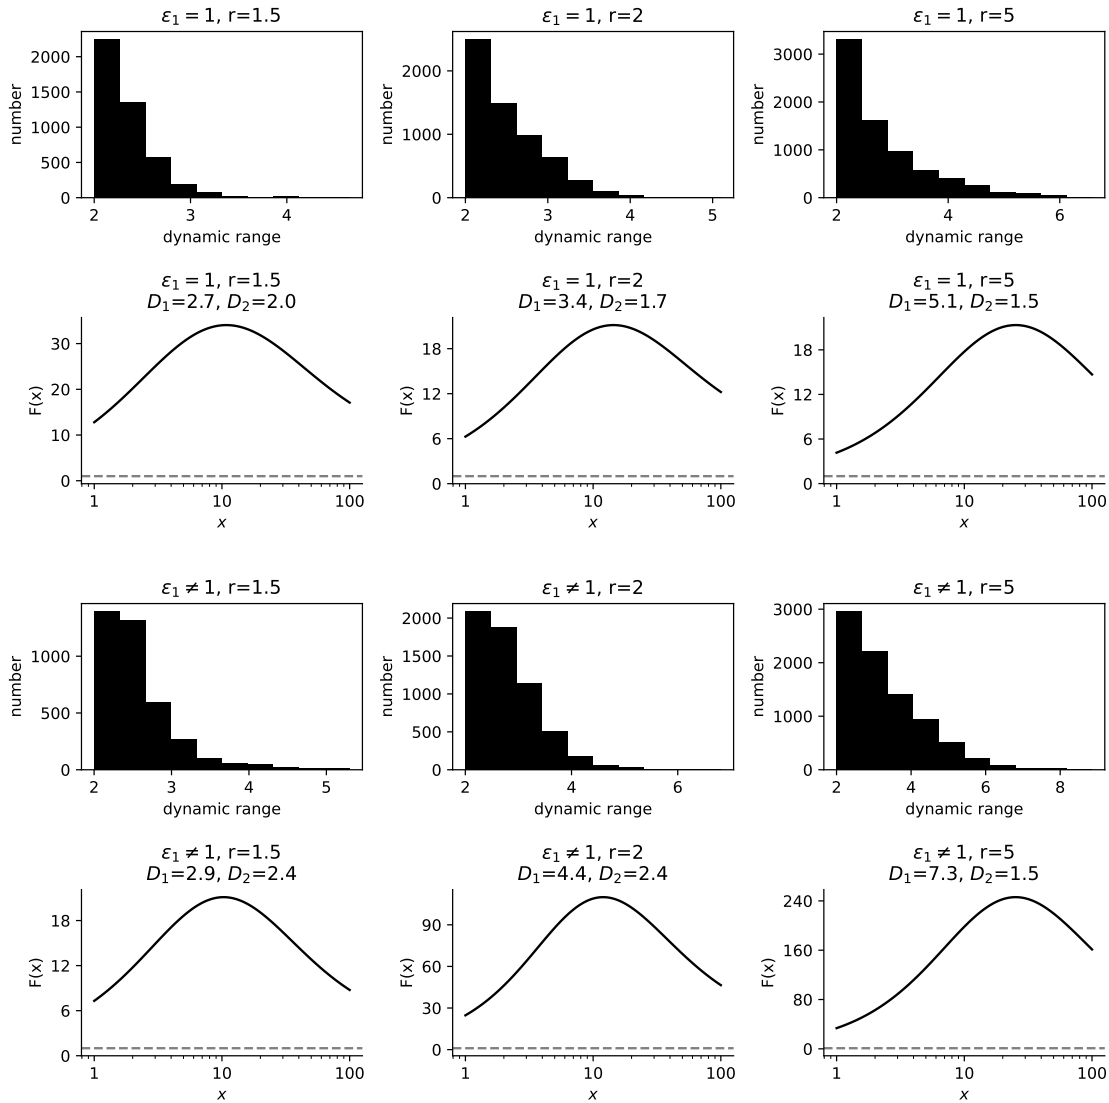 ε₁ = 1, r=1.5
number
2000
1500
1000
500
0
2 3 4
dynamic range
ε₁ = 1, r=2
number
2000
1000
0
2 3 4 5
dynamic range
ε₁ = 1, r=5
number
3000
2000
1000
0
2 4 6
dynamic range
ε₁ = 1, r=1.5
D₁=2.7, D₂=2.0
F(x)
30
20
10
0
1 10 100
x
ε₁ = 1, r=2
D₁=3.4, D₂=1.7
F(x)
18
12
6
0
1 10 100
x
ε₁ = 1, r=5
D₁=5.1, D₂=1.5
F(x)
18
12
6
0
1 10 100
x
ε₁ ≠ 1, r=1.5
number
1000
500
0
2 3 4 5
dynamic range
ε₁ ≠ 1, r=2
number
2000
1500
1000
500
0
2 4 6
dynamic range
ε₁ ≠ 1, r=5
number
3000
2000
1000
0
2 4 6 8
dynamic range
ε₁ ≠ 1, r=1.5
D₁=2.9, D₂=2.4
F(x)
18
12
6
0
1 10 100
x
ε₁ ≠ 1, r=2
D₁=4.4, D₂=2.4
F(x)
90
60
30
0
1 10 100
x
ε₁ ≠ 1, r=5
D₁=7.3, D₂=1.5
F(x)
240
160
80
0
1 10 100
x